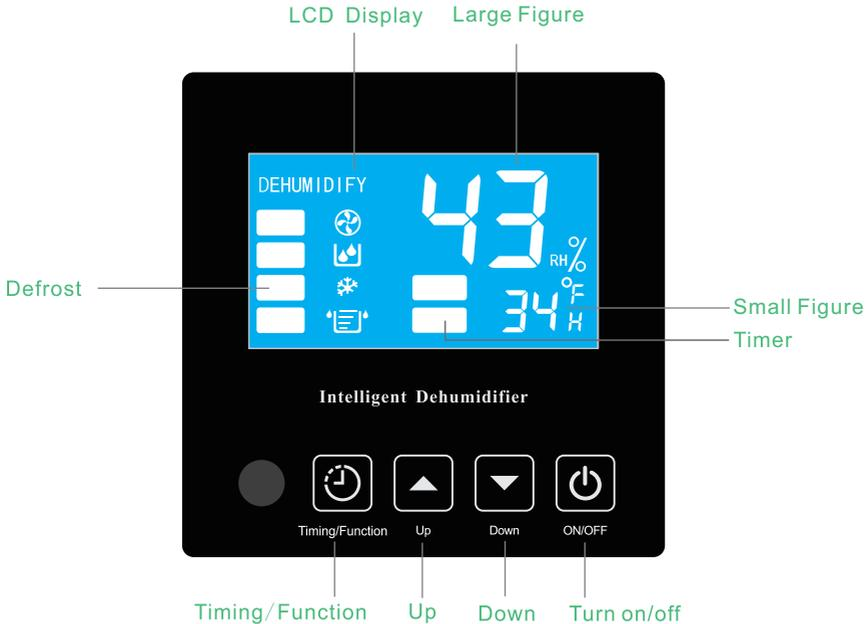 LCD Display
Large Figure
DEHUMIDIFY
43
RH%
Defrost
°F
34 H
Small Figure
Timer
Intelligent Dehumidifier
Timing/Function
Up
Down
ON/OFF
Timing/Function
Up
Down
Turn on/off